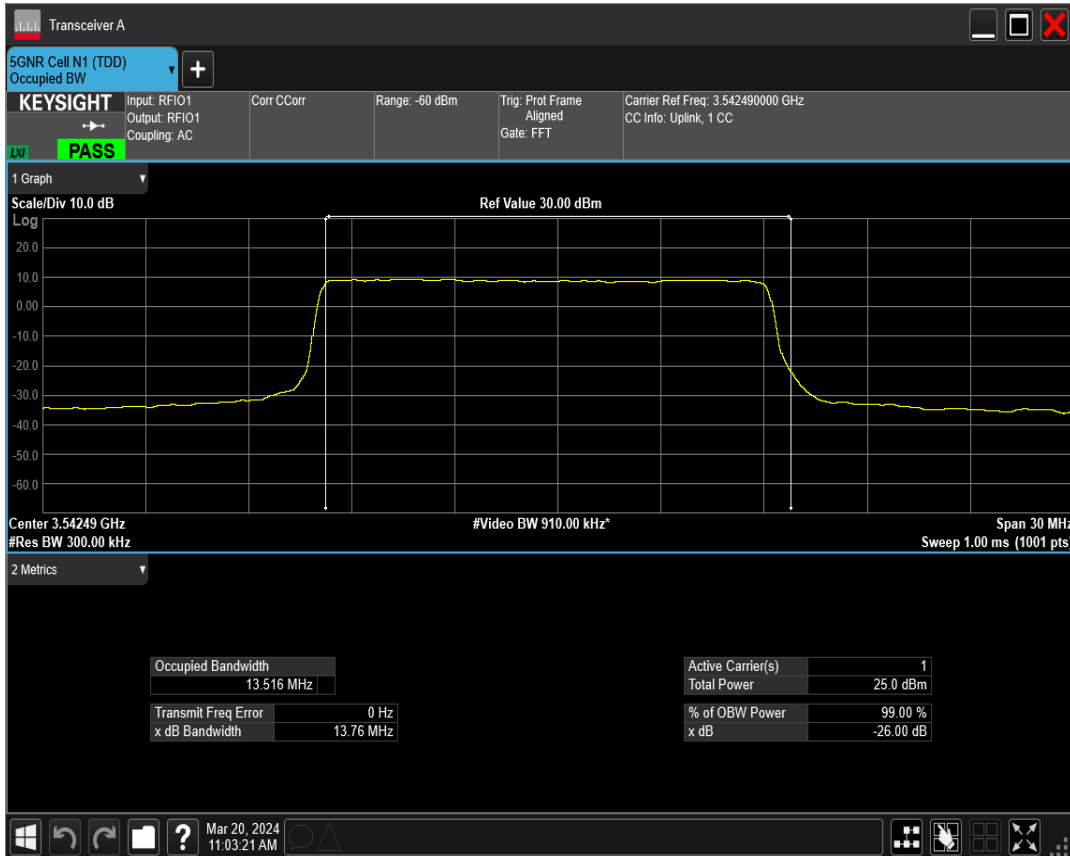 Transceiver A
5GNR Cell N1 (TDD)
Occupied BW
+
KEYSIGHT
LXI
PASS
Input: RFIO1
Output: RFIO1
Coupling: AC
Corr CCorr
Range: -60 dBm
Trig: Prot Frame
Aligned
Gate: FFT
Carrier Ref Freq: 3.542490000 GHz
CC Info: Uplink, 1 CC
1 Graph
Scale/Div 10.0 dB
Ref Value 30.00 dBm
Log
20.0
10.0
0.00
-10.0
-20.0
-30.0
-40.0
-50.0
-60.0
Center 3.54249 GHz
#Video BW 910.00 kHz*
Span 30 MHz
#Res BW 300.00 kHz
Sweep 1.00 ms (1001 pts)
2 Metrics
Occupied Bandwidth
13.516 MHz
Transmit Freq Error 0 Hz
x dB Bandwidth 13.76 MHz
Active Carrier(s) 1
Total Power 25.0 dBm
% of OBW Power 99.00 %
x dB -26.00 dB
?
Mar 20, 2024
11:03:21 AM